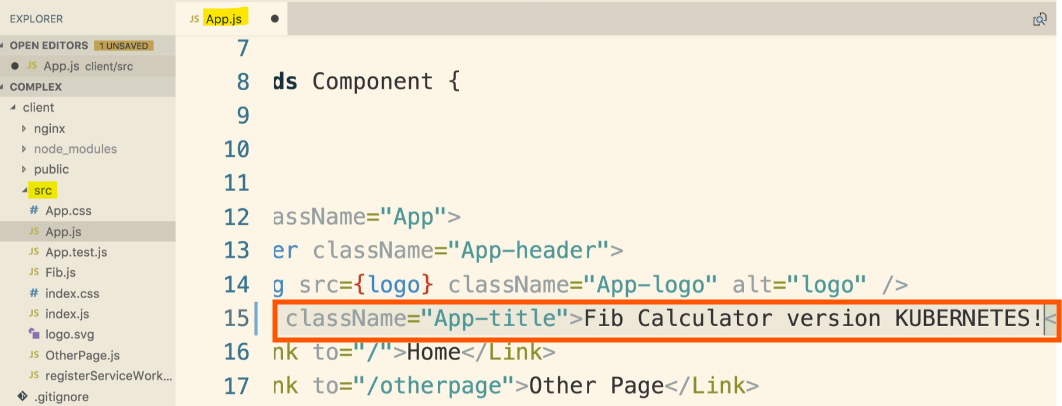 EXPLORER
OPEN EDITORS 1 UNSAVED
JS App.js client/src
COMPLEX
client
nginx
node_modules
public
src
# App.css
JS App.js
JS App.test.js
JS Fib.js
# index.css
JS index.js
logo.svg
JS OtherPage.js
JS registerServiceWork...
.gitignore
JS App.js
7
8 ds Component {
9
10
11
12 assName="App">
13 er className="App-header">
14 g src={logo} className="App-logo" alt="logo" />
15 className="App-title">Fib Calculator version KUBERNETES!<
16 nk to="/">Home</Link>
17 nk to="/otherpage">Other Page</Link>